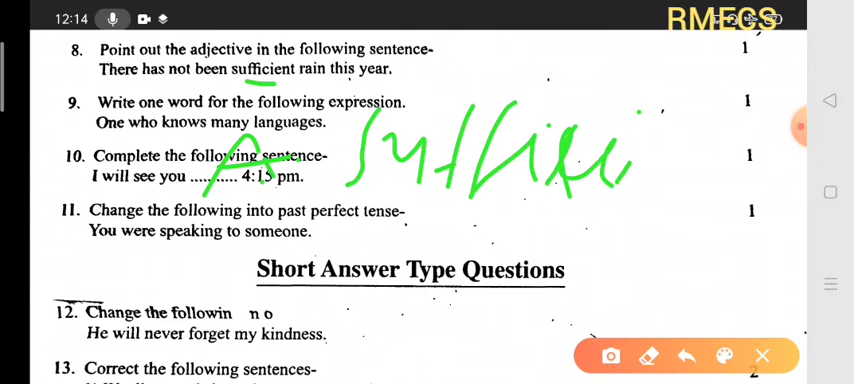 12:14
RMECS
8. Point out the adjective in the following sentence- 1
There has not been sufficient rain this year.
9. Write one word for the following expression. 1
One who knows many languages.
10. Complete the following sentence- 1
I will see you .......... 4:15 pm.
A
11. Change the following into past perfect tense- 1
You were speaking to someone.
Short Answer Type Questions
12. Change the followin n o
He will never forget my kindness.
13. Correct the following sentences- 2